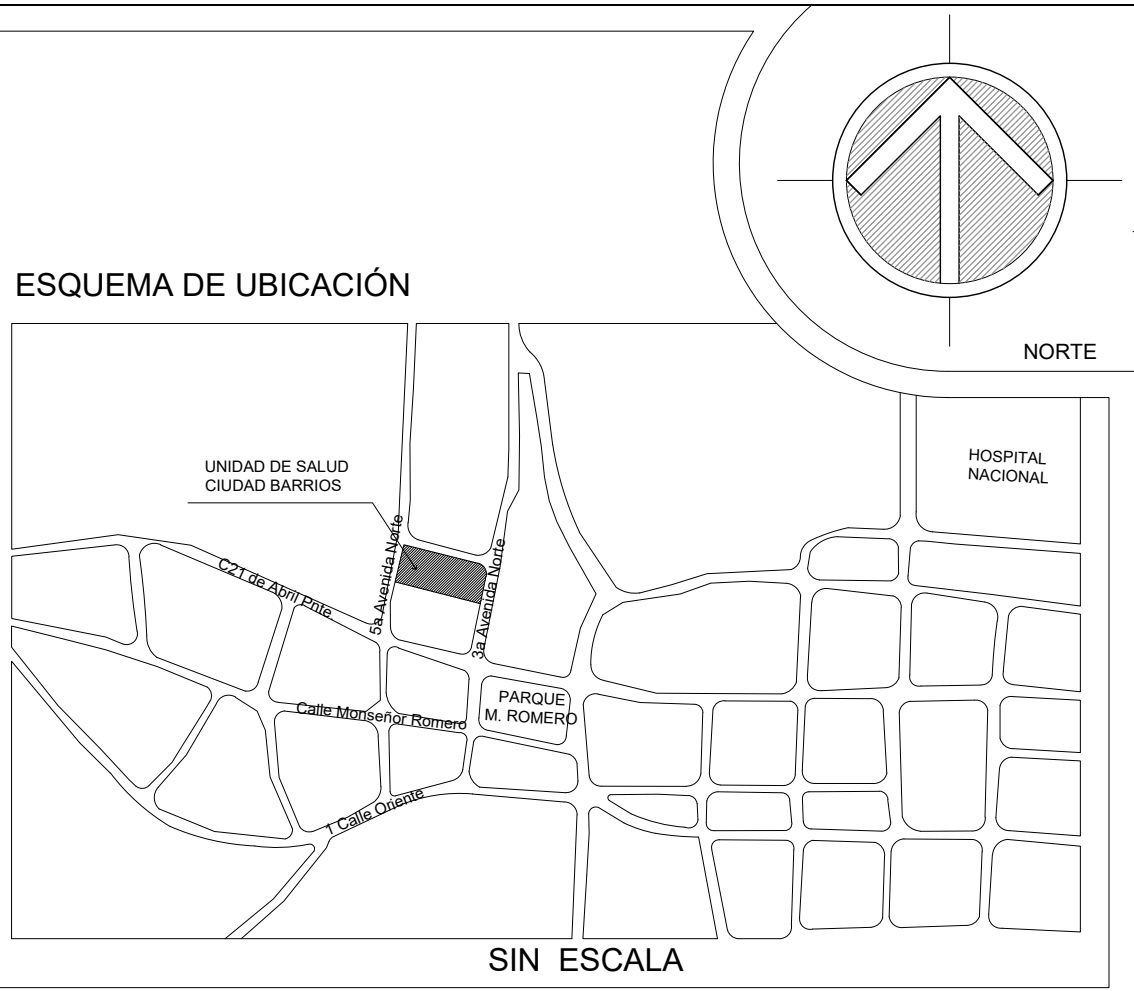 ESQUEMA DE UBICACIÓN
NORTE
UNIDAD DE SALUD
CIUDAD BARRIOS
HOSPITAL
NACIONAL
C21 de Abril Pnte
5a Avenida Norte
3a Avenida Norte
PARQUE
M. ROMERO
Calle Monseñor Romero
1 Calle Oriente
SIN ESCALA